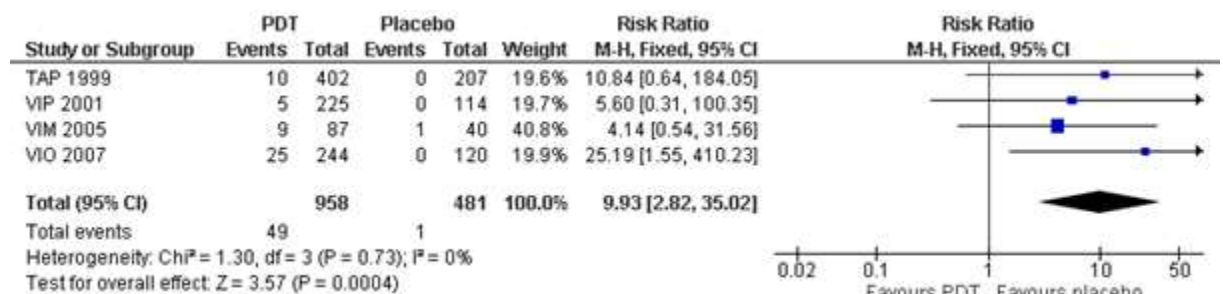 PDT Placebo Risk Ratio Risk Ratio
Study or Subgroup Events Total Events Total Weight M-H, Fixed, 95% CI M-H, Fixed, 95% CI
TAP 1999 10 402 0 207 19.6% 10.84 [0.64, 184.05]
VIP 2001 5 225 0 114 19.7% 5.60 [0.31, 100.35]
VIM 2005 9 87 1 40 40.8% 4.14 [0.54, 31.56]
VIO 2007 25 244 0 120 19.9% 25.19 [1.55, 410.23]
Total (95% CI) 958 481 100.0% 9.93 [2.82, 35.02]
Total events 49 1
Heterogeneity: Chi² = 1.30, df = 3 (P = 0.73); I² = 0%
Test for overall effect: Z = 3.57 (P = 0.0004)
0.02 0.1 1 10 50
Favours PDT Favours placebo